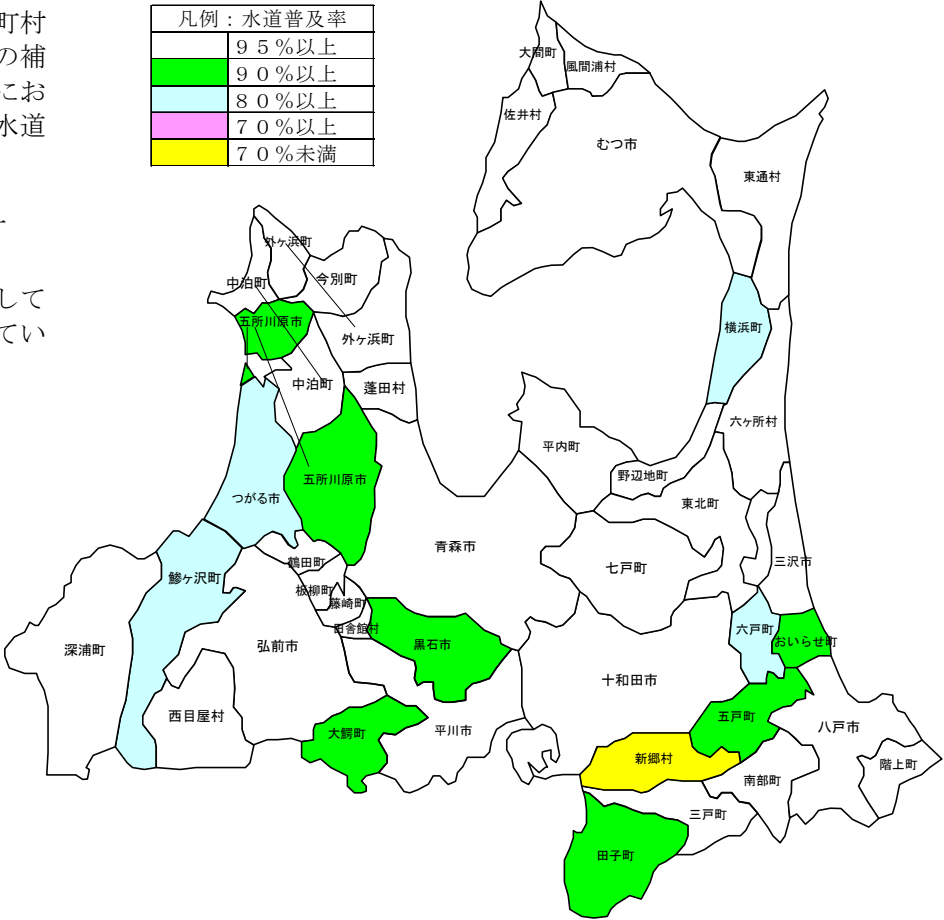 町村
の補
にお
水道
して
てい
凡例：水道普及率
９５％以上
９０％以上
８０％以上
７０％以上
７０％未満
大間町
風間浦村
佐井村
むつ市
東通村
外ヶ浜町
中泊町
今別町
五所川原市
外ヶ浜町
横浜町
中泊町
蓬田村
六ヶ所村
平内町
野辺地町
五所川原市
つがる市
東北町
青森市
七戸町
三沢市
鶴田町
鰺ヶ沢町
板柳町
藤崎町
田舎館村
六戸町
おいらせ町
深浦町
弘前市
黒石市
十和田市
西目屋村
大鰐町
平川市
五戸町
八戸市
新郷村
階上町
南部町
三戸町
田子町